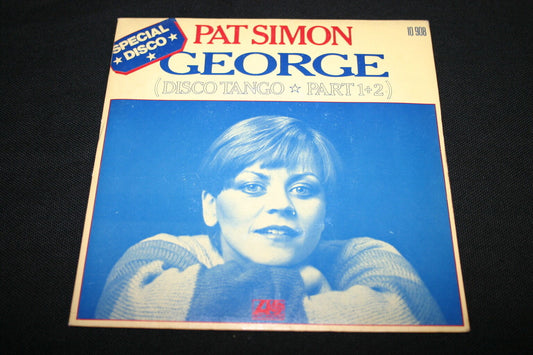 SPECIAL
★ DISCO ★
★
PAT SIMON
10 908
GEORGE
(DISCO TANGO ☆ PART 1+2)